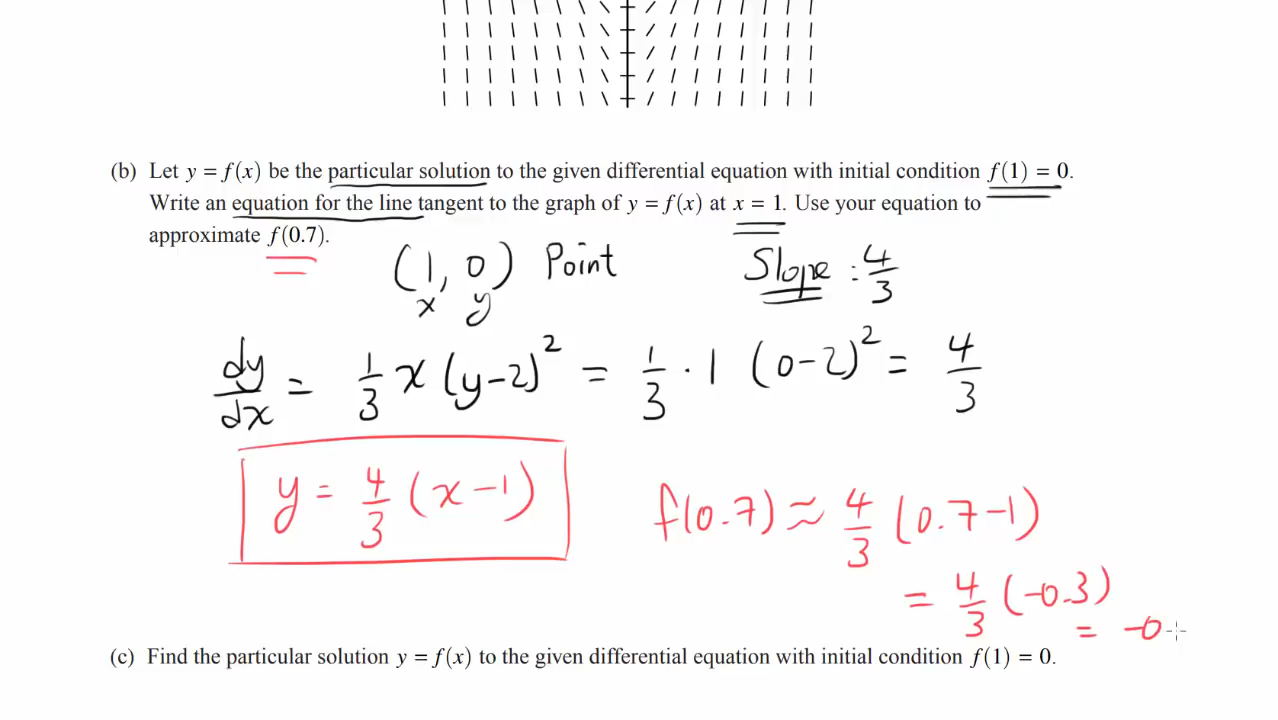 (b) Let y = f(x) be the particular solution to the given differential equation with initial condition f(1) = 0.
Write an equation for the line tangent to the graph of y = f(x) at x = 1. Use your equation to
approximate f(0.7).
(1, 0) Point
x y
Slope : 4/3
dy/dx = 1/3 x (y-2)^2 = 1/3 · 1 (0-2)^2 = 4/3
y = 4/3 (x-1)
f(0.7) ≈ 4/3 (0.7-1)
= 4/3 (-0.3)
= -0
(c) Find the particular solution y = f(x) to the given differential equation with initial condition f(1) = 0.